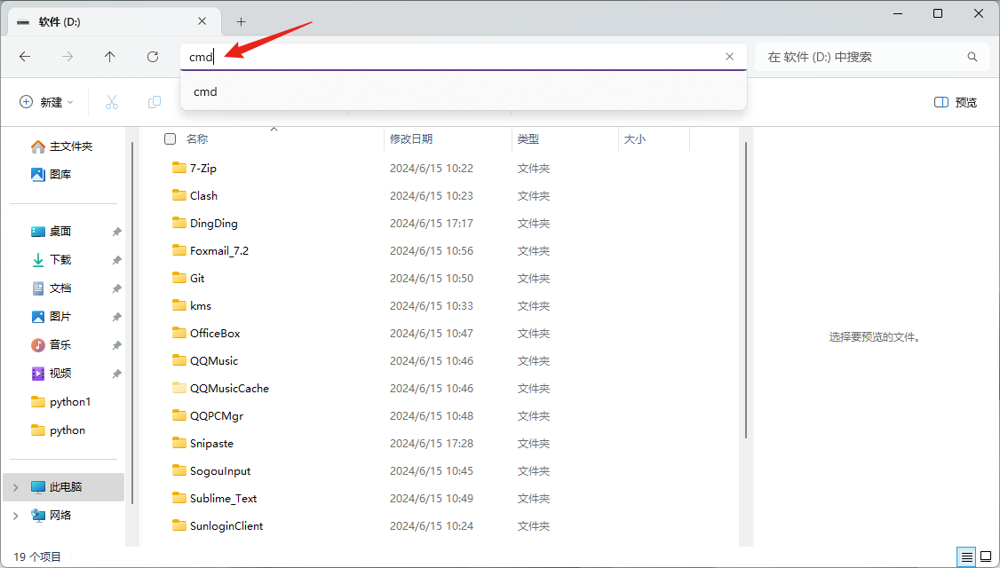 软件 (D:)
cmd
在 软件 (D:) 中搜索
cmd
新建
预览
主文件夹
图库
桌面
下载
文档
图片
音乐
视频
python1
python
此电脑
网络
名称 修改日期 类型 大小
7-Zip 2024/6/15 10:22 文件夹
Clash 2024/6/15 10:23 文件夹
DingDing 2024/6/15 17:17 文件夹
Foxmail_7.2 2024/6/15 10:56 文件夹
Git 2024/6/15 10:50 文件夹
kms 2024/6/15 10:33 文件夹
OfficeBox 2024/6/15 10:47 文件夹
QQMusic 2024/6/15 10:46 文件夹
QQMusicCache 2024/6/15 10:46 文件夹
QQPCMgr 2024/6/15 10:48 文件夹
Snipaste 2024/6/15 17:28 文件夹
SogouInput 2024/6/15 10:45 文件夹
Sublime_Text 2024/6/15 10:49 文件夹
SunloginClient 2024/6/15 10:24 文件夹
选择要预览的文件。
19 个项目